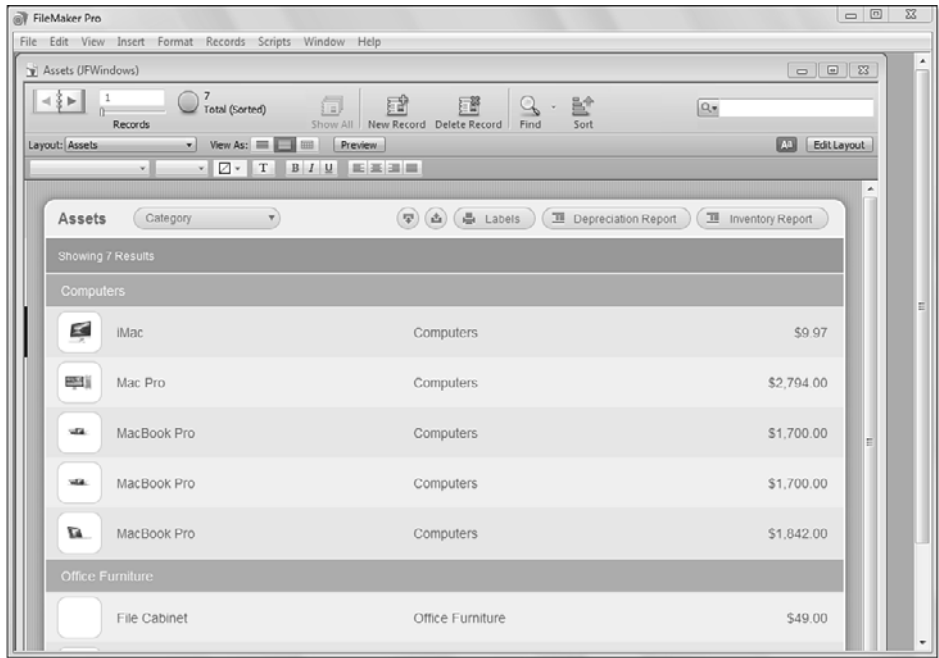 FileMaker Pro
File Edit View Insert Format Records Scripts Window Help
Assets (JFWindows)
1
Records
7
Total (Sorted)
Show All
New Record
Delete Record
Find
Sort
Layout: Assets
View As:
Preview
Aa
Edit Layout
T B I U
Assets
Category
Labels
Depreciation Report
Inventory Report
Showing 7 Results
Computers
iMac Computers $9.97
Mac Pro Computers $2,794.00
MacBook Pro Computers $1,700.00
MacBook Pro Computers $1,700.00
MacBook Pro Computers $1,842.00
Office Furniture
File Cabinet Office Furniture $49.00